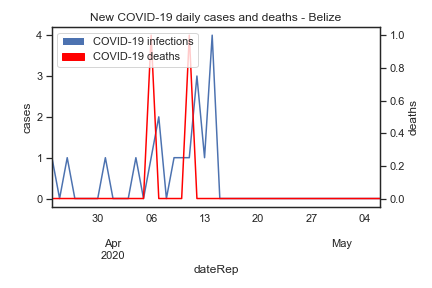 New COVID-19 daily cases and deaths - Belize
COVID-19 infections
COVID-19 deaths
4
3
2
1
0
cases
1.0
0.8
0.6
0.4
0.2
0.0
deaths
30 06 13 20 27 04
Apr May
2020
dateRep